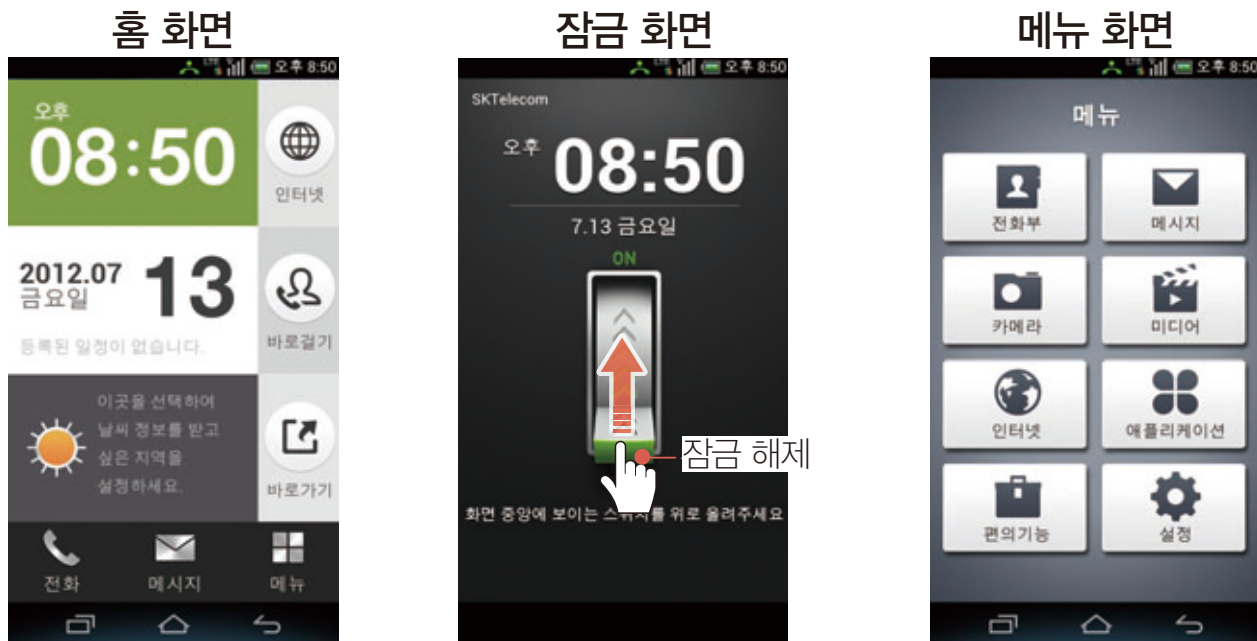 홈 화면
오후 8:50
오후
08:50
인터넷
2012.07
금요일
13
등록된 일정이 없습니다.
바로걸기
이곳을 선택하여
날씨 정보를 받고
싶은 지역을
설정하세요.
바로가기
전화 메시지 메뉴
잠금 화면
LTE 오후 8:50
SKTelecom
오후 08:50
7.13 금요일
ON
잠금 해제
화면 중앙에 보이는 스위치를 위로 올려주세요
메뉴 화면
LTE 오후 8:50
메뉴
전화부 메시지
카메라 미디어
인터넷 애플리케이션
편의기능 설정